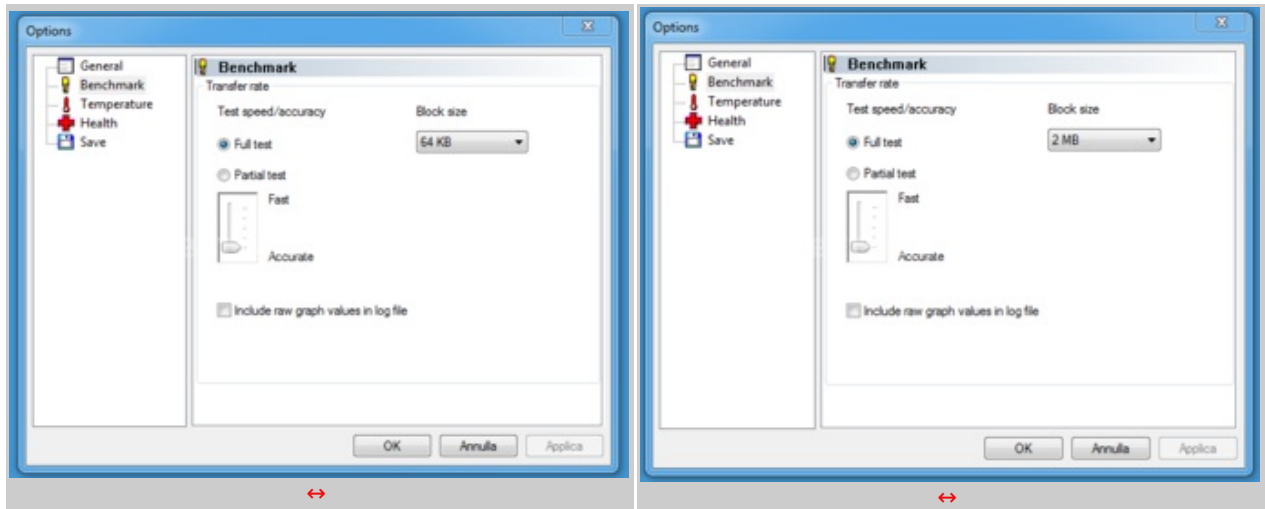 Options
General
Benchmark
Temperature
Health
Save
Benchmark
Transfer rate
Test speed/accuracy
Block size
Full test
64 KB
Partial test
Fast
Accurate
Include raw graph values in log file
OK
Annulla
Applica
Options
General
Benchmark
Temperature
Health
Save
Benchmark
Transfer rate
Test speed/accuracy
Block size
Full test
2 MB
Partial test
Fast
Accurate
Include raw graph values in log file
OK
Annulla
Applica